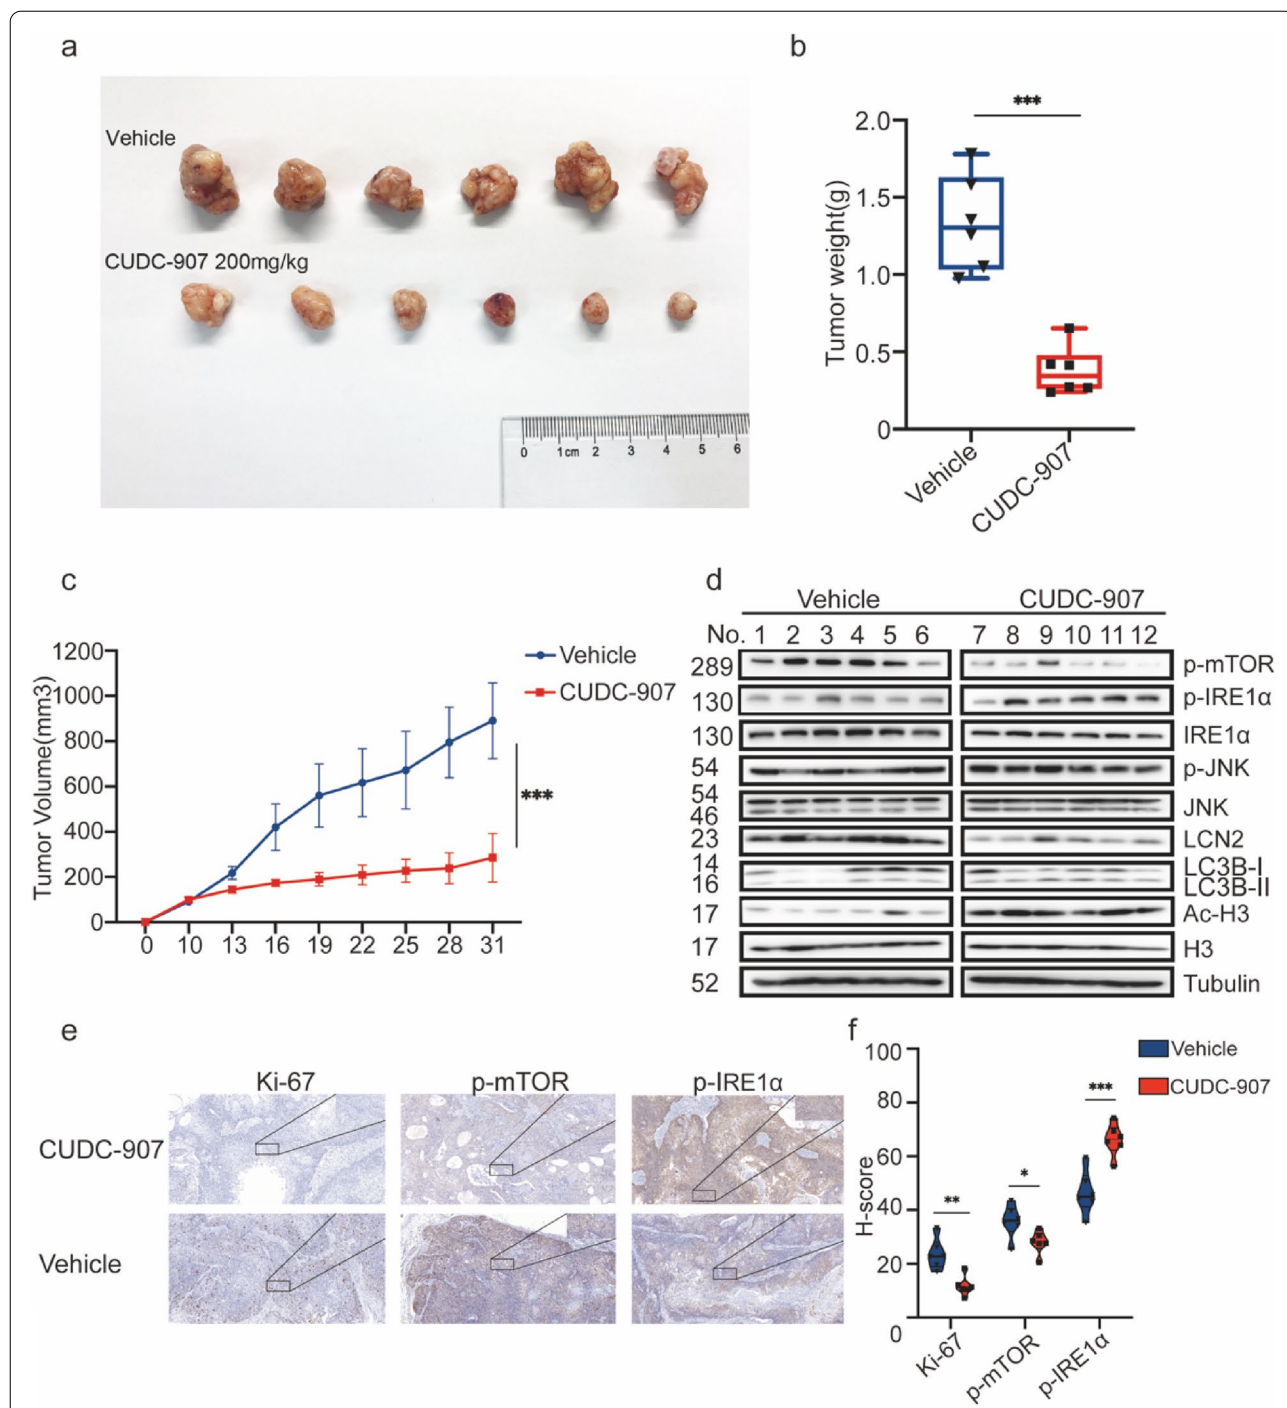 a
Vehicle
CUDC-907 200mg/kg
0 1cm 2 3 4 5 6
b
***
Tumor weight(g)
2.0
1.5
1.0
0.5
0
Vehicle
CUDC-907
c
Tumor Volume(mm3)
1200
1000
800
600
400
200
0
0 10 13 16 19 22 25 28 31
Vehicle
CUDC-907
***
d
Vehicle CUDC-907
No. 1 2 3 4 5 6 7 8 9 10 11 12
289 p-mTOR
130 p-IRE1α
130 IRE1α
54 p-JNK
54
46 JNK
23 LCN2
14 LC3B-I
16 LC3B-II
17 Ac-H3
17 H3
52 Tubulin
e
Ki-67 p-mTOR p-IRE1α
CUDC-907
Vehicle
f
H-score
100
80
60
40
20
0
Vehicle
CUDC-907
**
*
***
Ki-67
p-mTOR
p-IRE1α